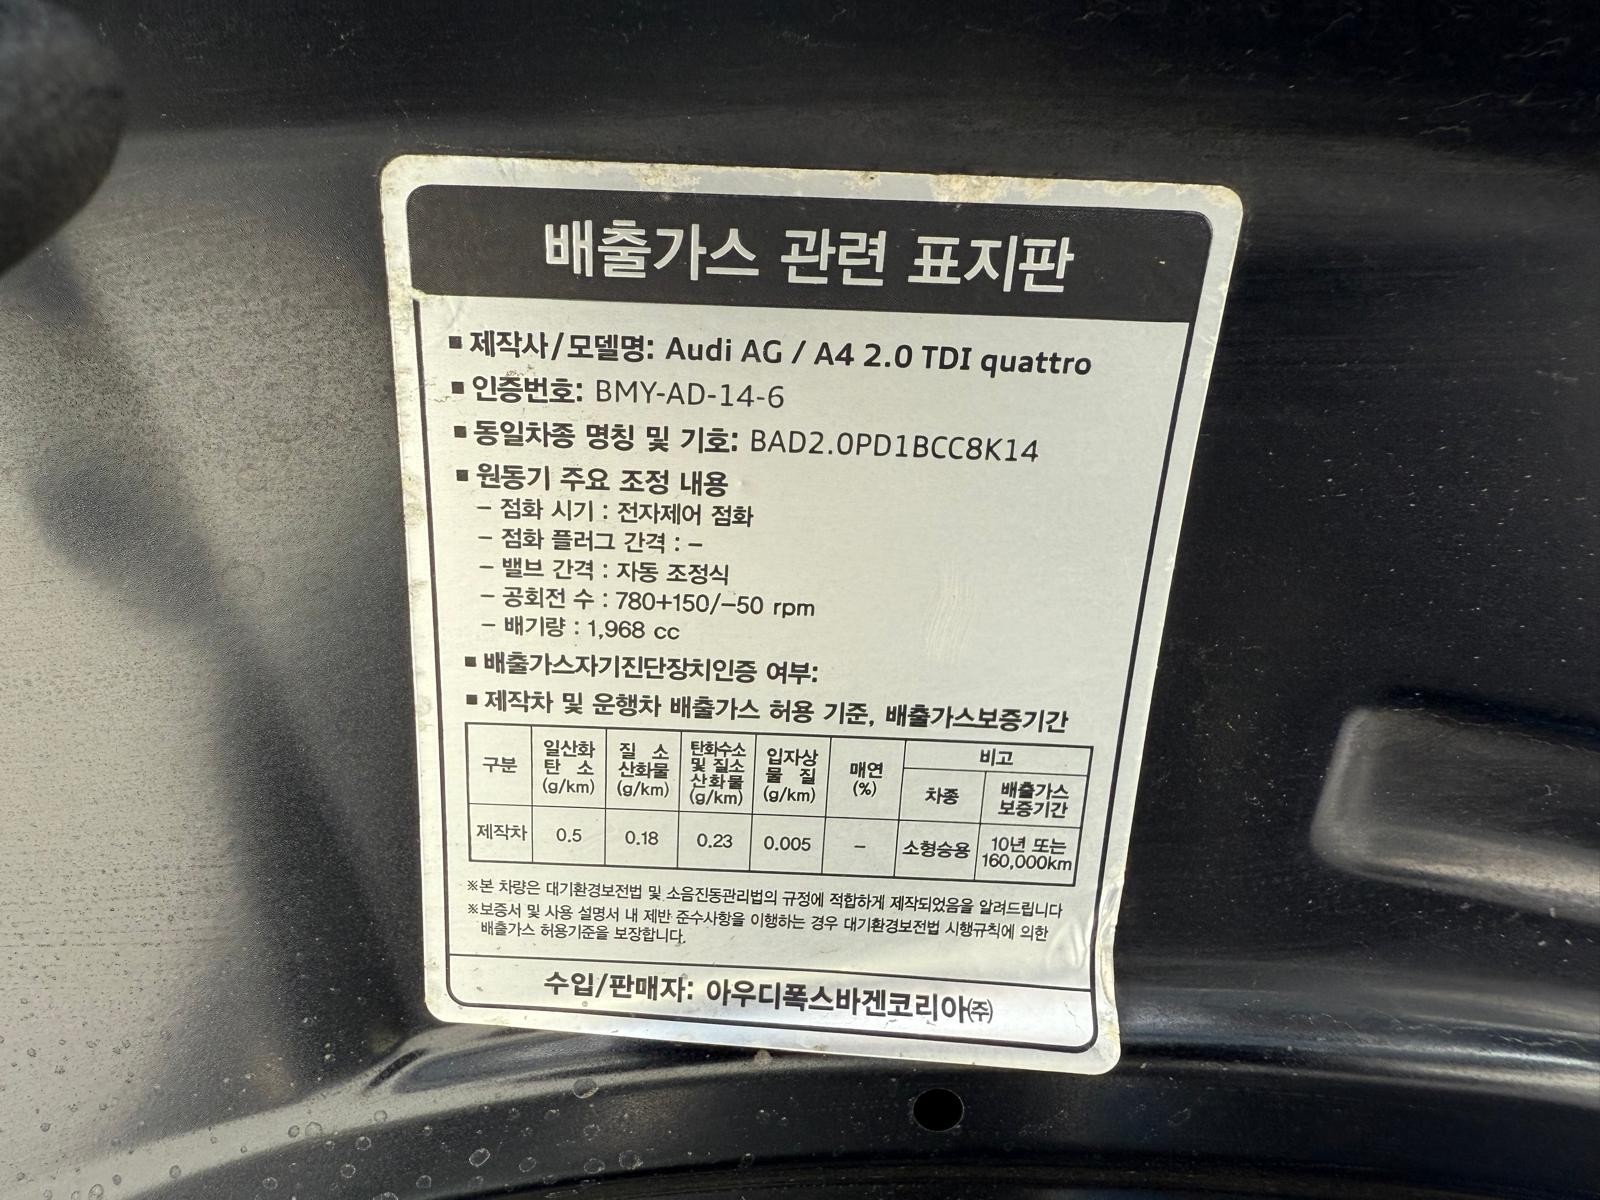 배출가스 관련 표지판
▪ 제작사/모델명: Audi AG / A4 2.0 TDI quattro
▪ 인증번호: BMY-AD-14-6
▪ 동일차종 명칭 및 기호: BAD2.0PD1BCC8K14
▪ 원동기 주요 조정 내용
– 점화 시기 : 전자제어 점화
– 점화 플러그 간격 : –
– 밸브 간격 : 자동 조정식
– 공회전 수 : 780+150/–50 rpm
– 배기량 : 1,968 cc
▪ 배출가스자기진단장치인증 여부:
▪ 제작차 및 운행차 배출가스 허용 기준, 배출가스보증기간
구분
일산화
탄 소
(g/km)
질 소
산화물
(g/km)
탄화수소
및 질소
산화물
(g/km)
입자상
물 질
(g/km)
매연
(%)
비고
차종
배출가스
보증기간
제작차 0.5 0.18 0.23 0.005 – 소형승용 10년 또는
160,000km
※본 차량은 대기환경보전법 및 소음진동관리법의 규정에 적합하게 제작되었음을 알려드립니다
※보증서 및 사용 설명서 내 제반 준수사항을 이행하는 경우 대기환경보전법 시행규칙에 의한
배출가스 허용기준을 보장합니다.
수입/판매자: 아우디폭스바겐코리아㈜